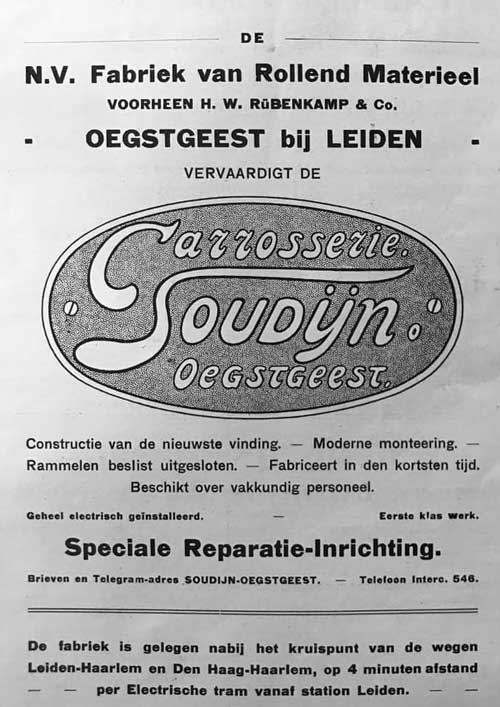 DE
N.V. Fabriek van Rollend Materieel
VOORHEEN H. W. RüBENKAMP & Co.
- OEGSTGEEST bij LEIDEN -
VERVAARDIGT DE
Carrosserie.
Soudijn.
Oegstgeest.
Constructie van de nieuwste vinding. — Moderne monteering. —
Rammelen beslist uitgesloten. — Fabriceert in den kortsten tijd.
Beschikt over vakkundig personeel.
Geheel electrisch geïnstalleerd. — Eerste klas werk.
Speciale Reparatie-Inrichting.
Brieven en Telegram-adres SOUDIJN-OEGSTGEEST. — Telefoon Interc. 546.
De fabriek is gelegen nabij het kruispunt van de wegen
Leiden-Haarlem en Den Haag-Haarlem, op 4 minuten afstand
— — per Electrische tram vanaf station Leiden. — —